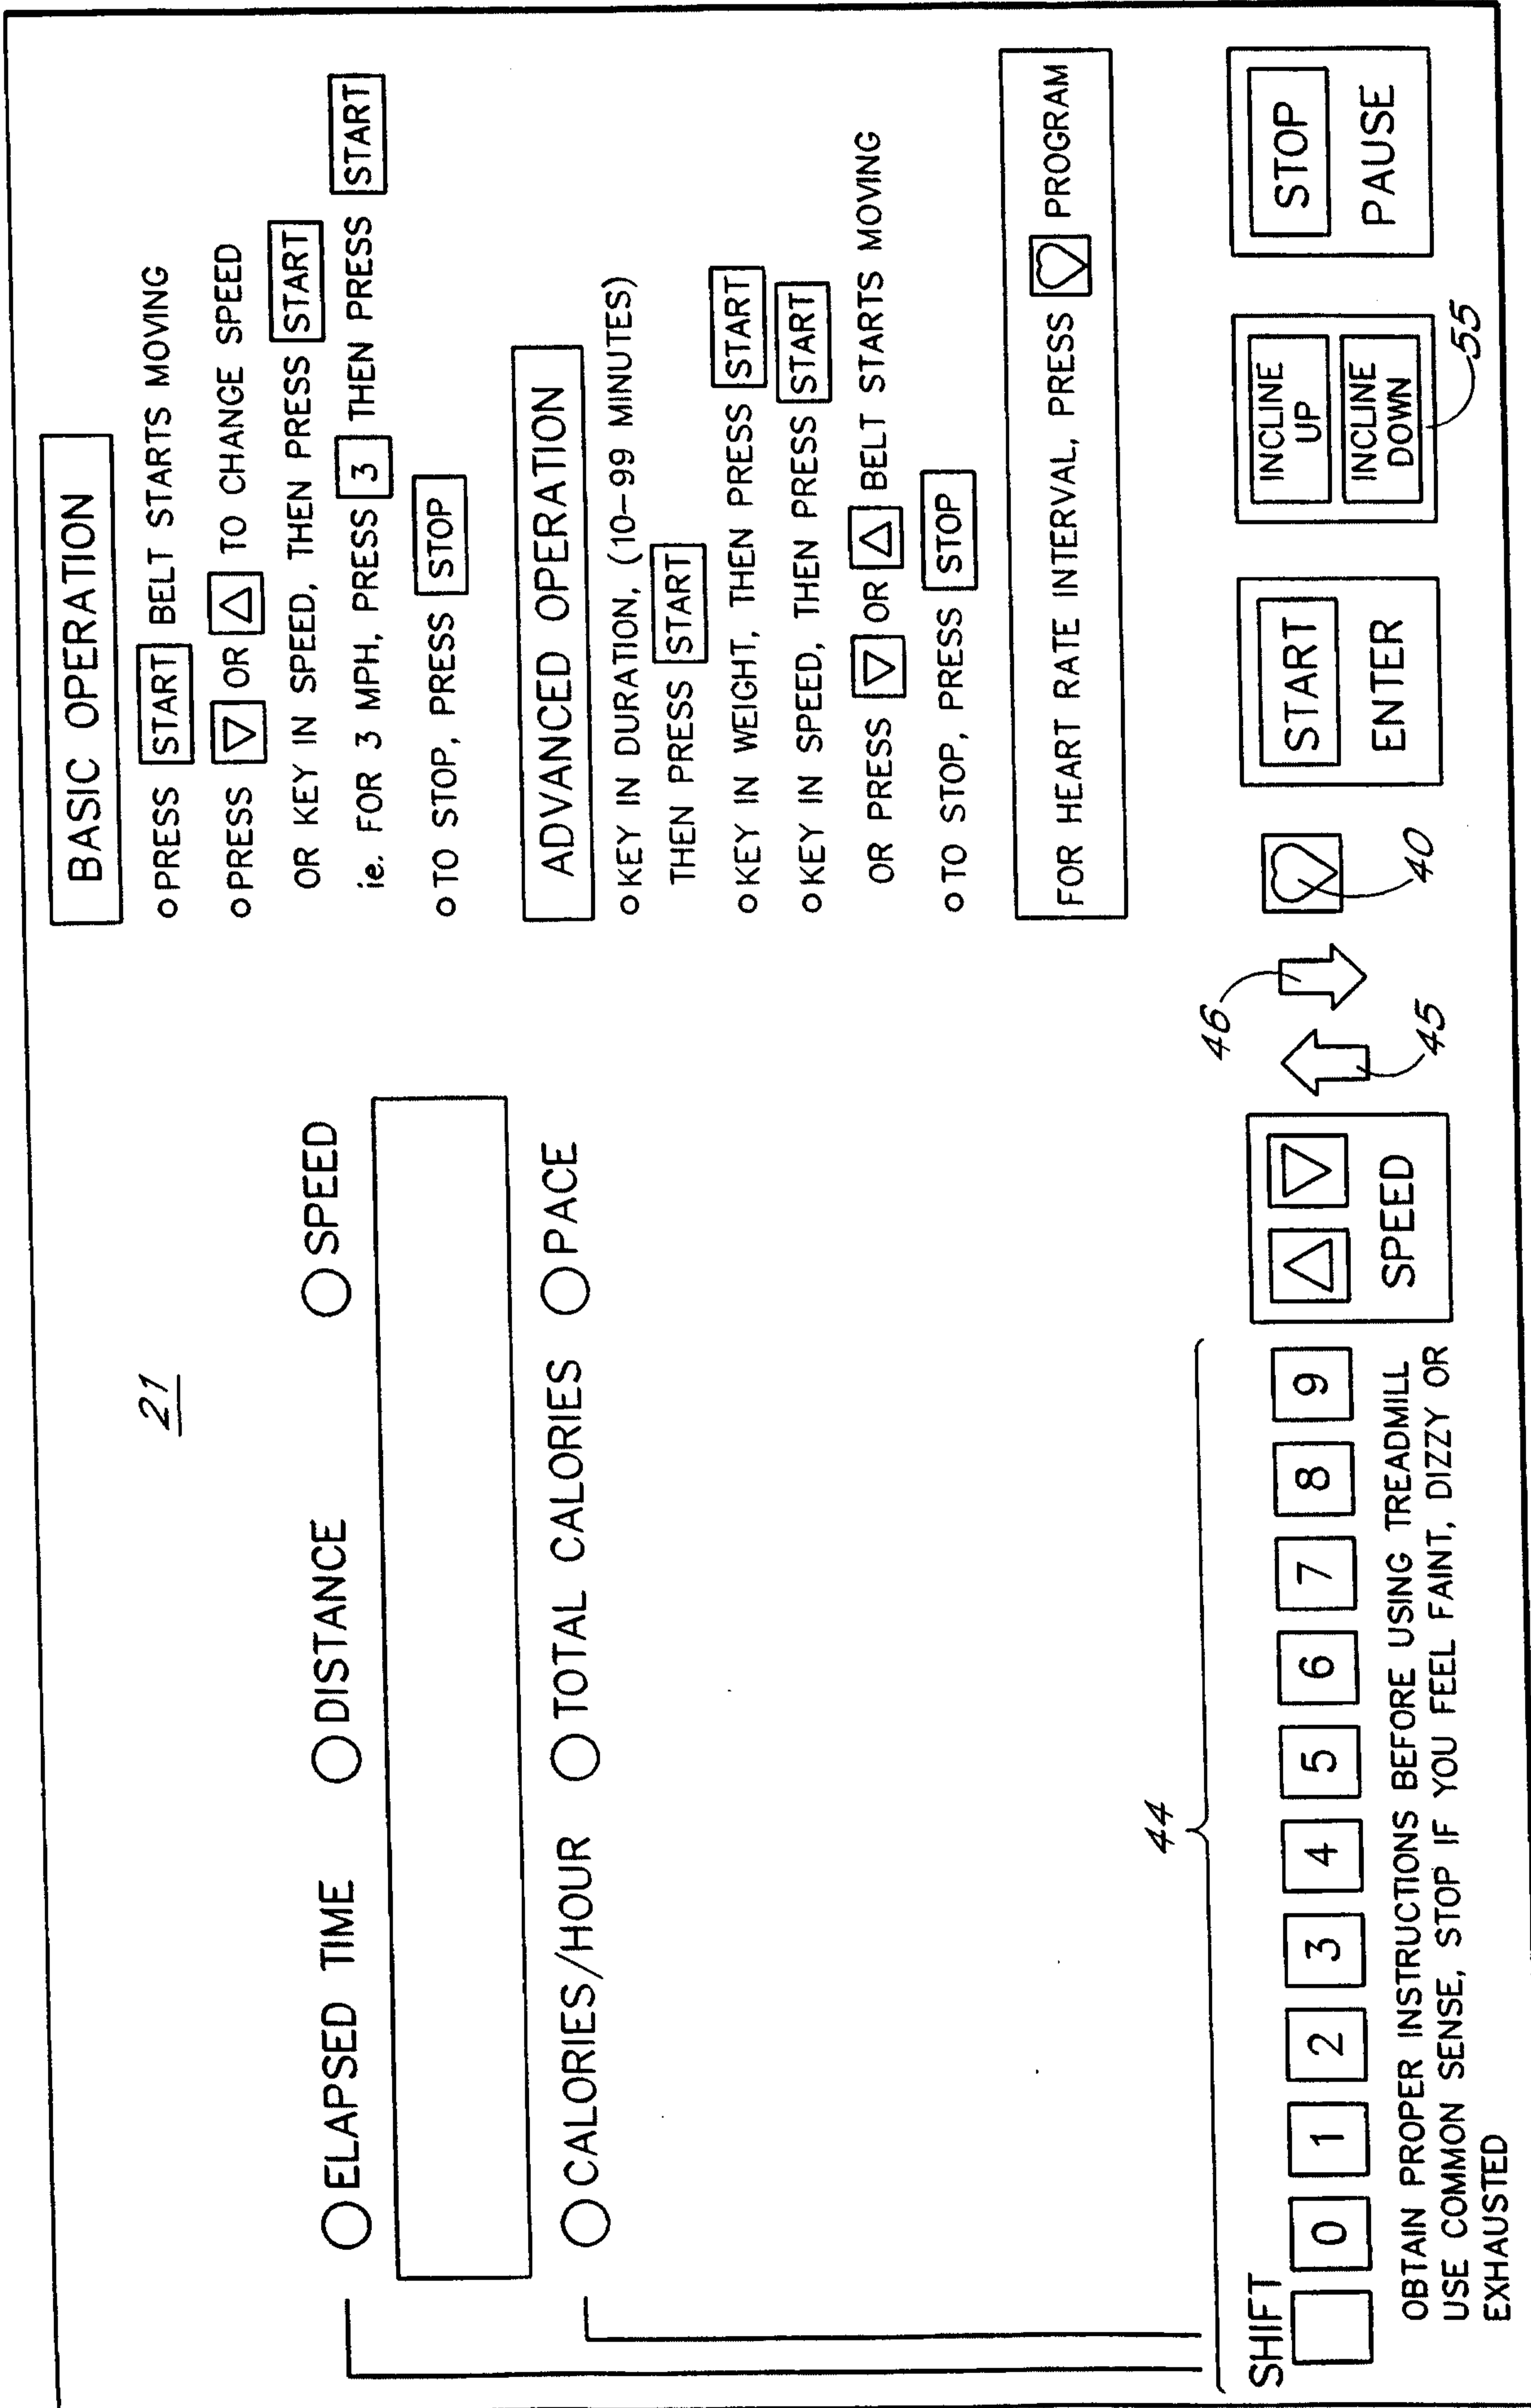 21
○ ELAPSED TIME ○ DISTANCE ○ SPEED
○ CALORIES/HOUR ○ TOTAL CALORIES ○ PACE
BASIC OPERATION
○ PRESS START BELT STARTS MOVING
○ PRESS ▽ OR △ TO CHANGE SPEED
OR KEY IN SPEED, THEN PRESS START
ie. FOR 3 MPH, PRESS 3 THEN PRESS START
○ TO STOP, PRESS STOP
ADVANCED OPERATION
○ KEY IN DURATION, (10-99 MINUTES)
THEN PRESS START
○ KEY IN WEIGHT, THEN PRESS START
○ KEY IN SPEED, THEN PRESS START
OR PRESS ▽ OR △ BELT STARTS MOVING
○ TO STOP, PRESS STOP
FOR HEART RATE INTERVAL, PRESS ♡ PROGRAM
44
SHIFT
0 1 2 3 4 5 6 7 8 9
OBTAIN PROPER INSTRUCTIONS BEFORE USING TREADMILL
USE COMMON SENSE, STOP IF YOU FEEL FAINT, DIZZY OR
EXHAUSTED
△ ▽
SPEED
46
45
♡
40
START
ENTER
INCLINE
UP
INCLINE
DOWN
55
STOP
PAUSE